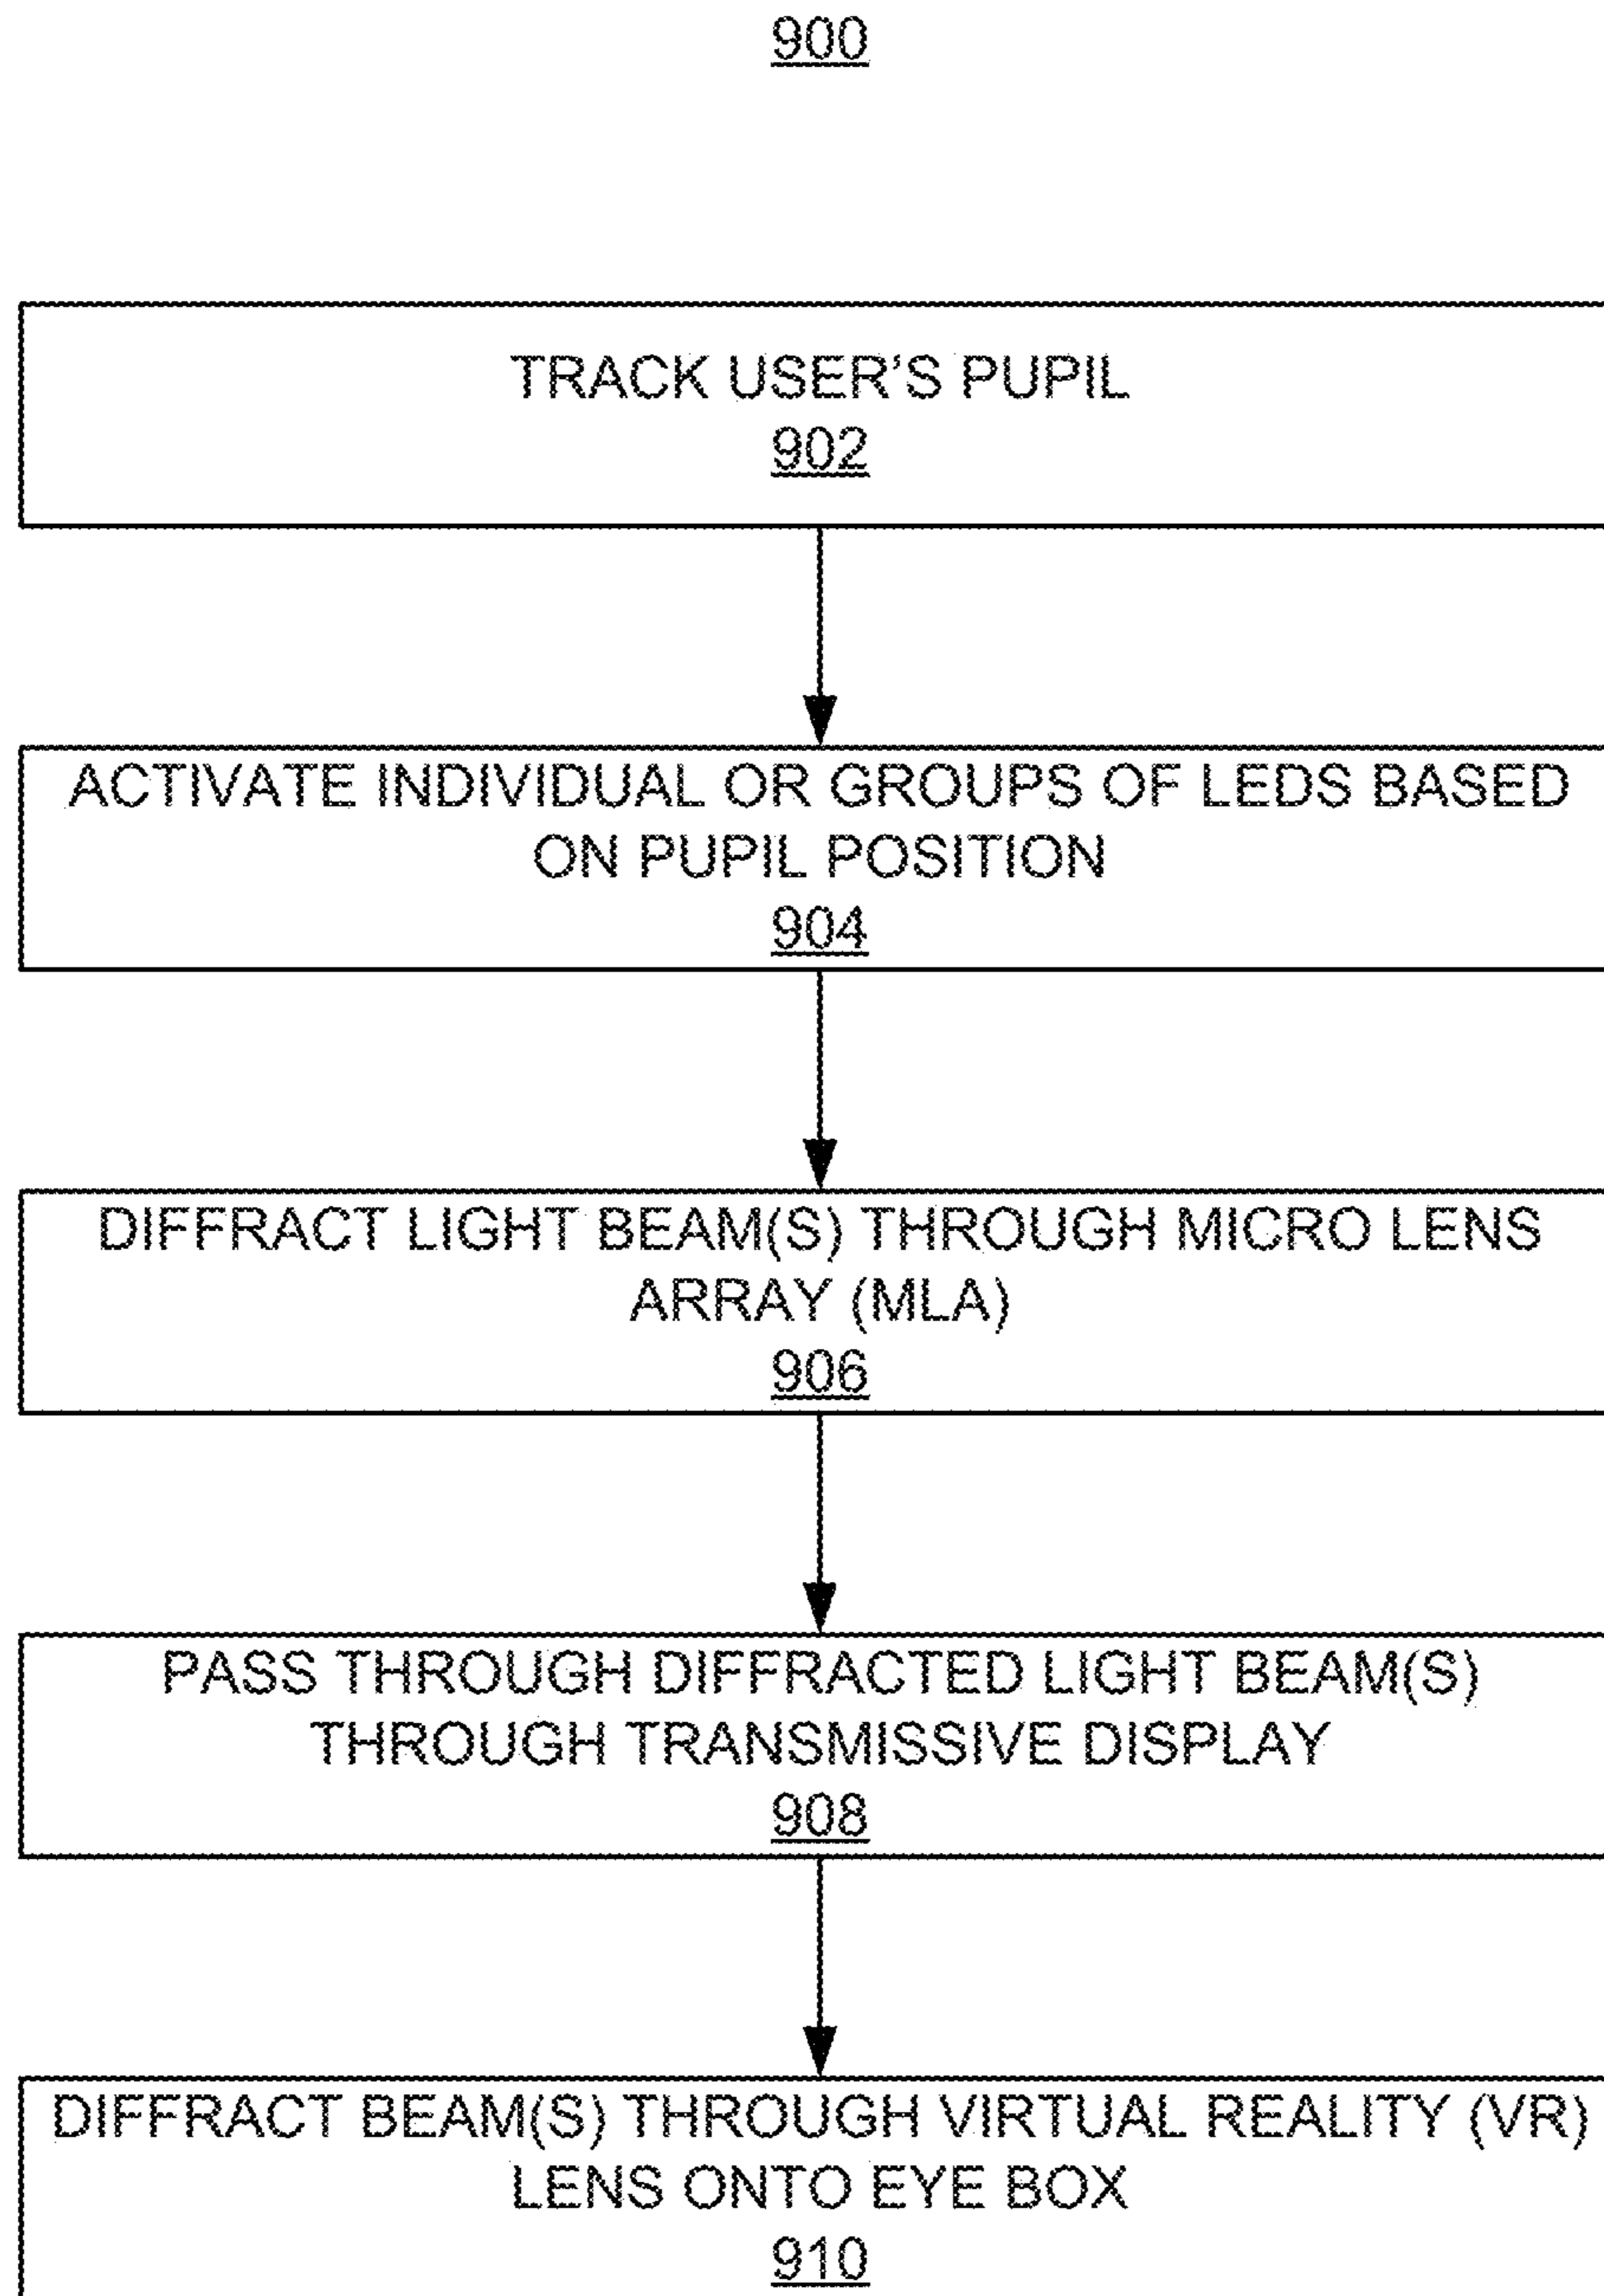 900
TRACK USER'S PUPIL
902
ACTIVATE INDIVIDUAL OR GROUPS OF LEDS BASED
ON PUPIL POSITION
904
DIFFRACT LIGHT BEAM(S) THROUGH MICRO LENS
ARRAY (MLA)
906
PASS THROUGH DIFFRACTED LIGHT BEAM(S)
THROUGH TRANSMISSIVE DISPLAY
908
DIFFRACT BEAM(S) THROUGH VIRTUAL REALITY (VR)
LENS ONTO EYE BOX
910